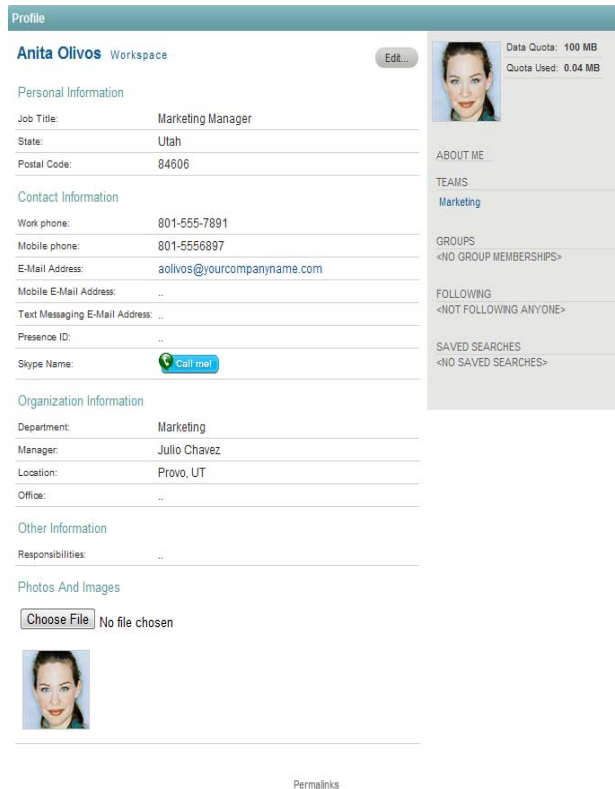 Profile
Anita Olivos Workspace
Edit...
Personal Information
Job Title: Marketing Manager
State: Utah
Postal Code: 84606
Contact Information
Work phone: 801-555-7891
Mobile phone: 801-5556897
E-Mail Address: aolivos@yourcompanyname.com
Mobile E-Mail Address: ..
Text Messaging E-Mail Address: ..
Presence ID: ..
Skype Name: Call me!
Organization Information
Department: Marketing
Manager: Julio Chavez
Location: Provo, UT
Office: ..
Other Information
Responsibilities: ..
Photos And Images
Choose File No file chosen
Data Quota: 100 MB
Quota Used: 0.04 MB
ABOUT ME
TEAMS
Marketing
GROUPS
<NO GROUP MEMBERSHIPS>
FOLLOWING
<NOT FOLLOWING ANYONE>
SAVED SEARCHES
<NO SAVED SEARCHES>
Permalinks